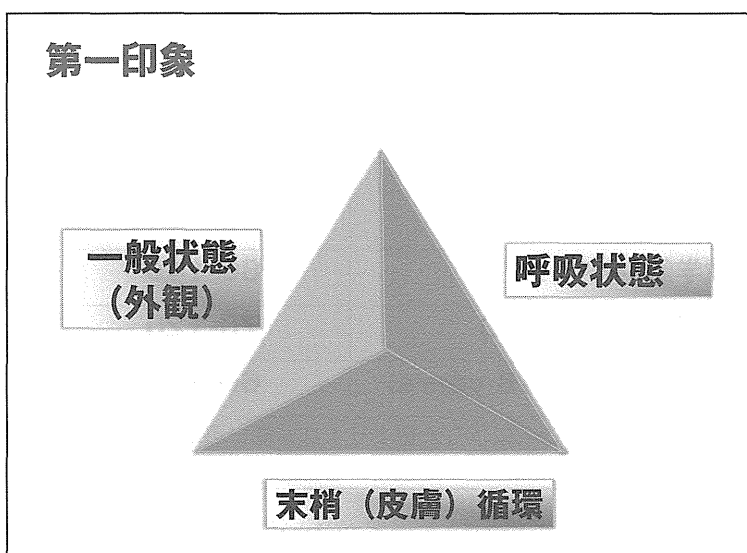 第一印象
一般状態
（外観）
呼吸状態
末梢（皮膚）循環